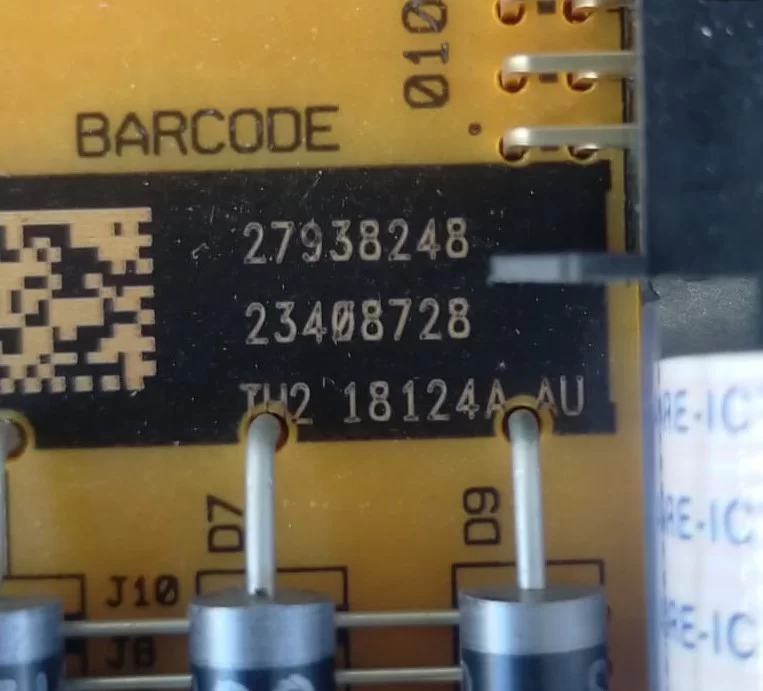 010
BARCODE
27938248
23408728
TH2 18124A AU
D7
D9
J10
J8
RE-IC
RE-IC
RE-IC